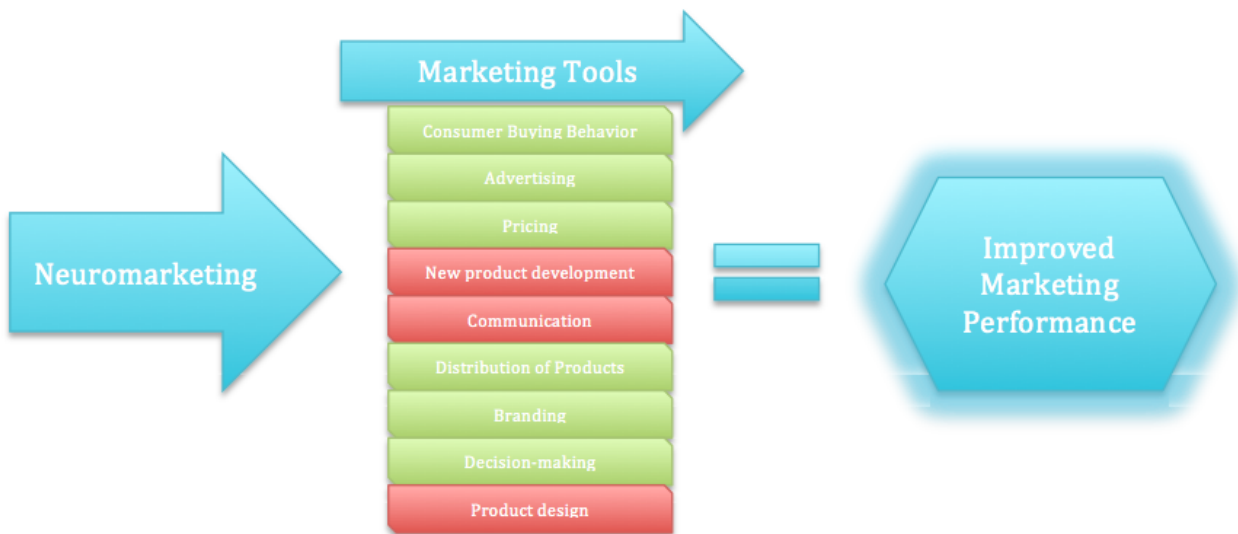 Marketing Tools
Consumer Buying Behavior
Advertising
Pricing
Neuromarketing
New product development
Communication
Distribution of Products
Branding
Decision-making
Product design
Improved
Marketing
Performance